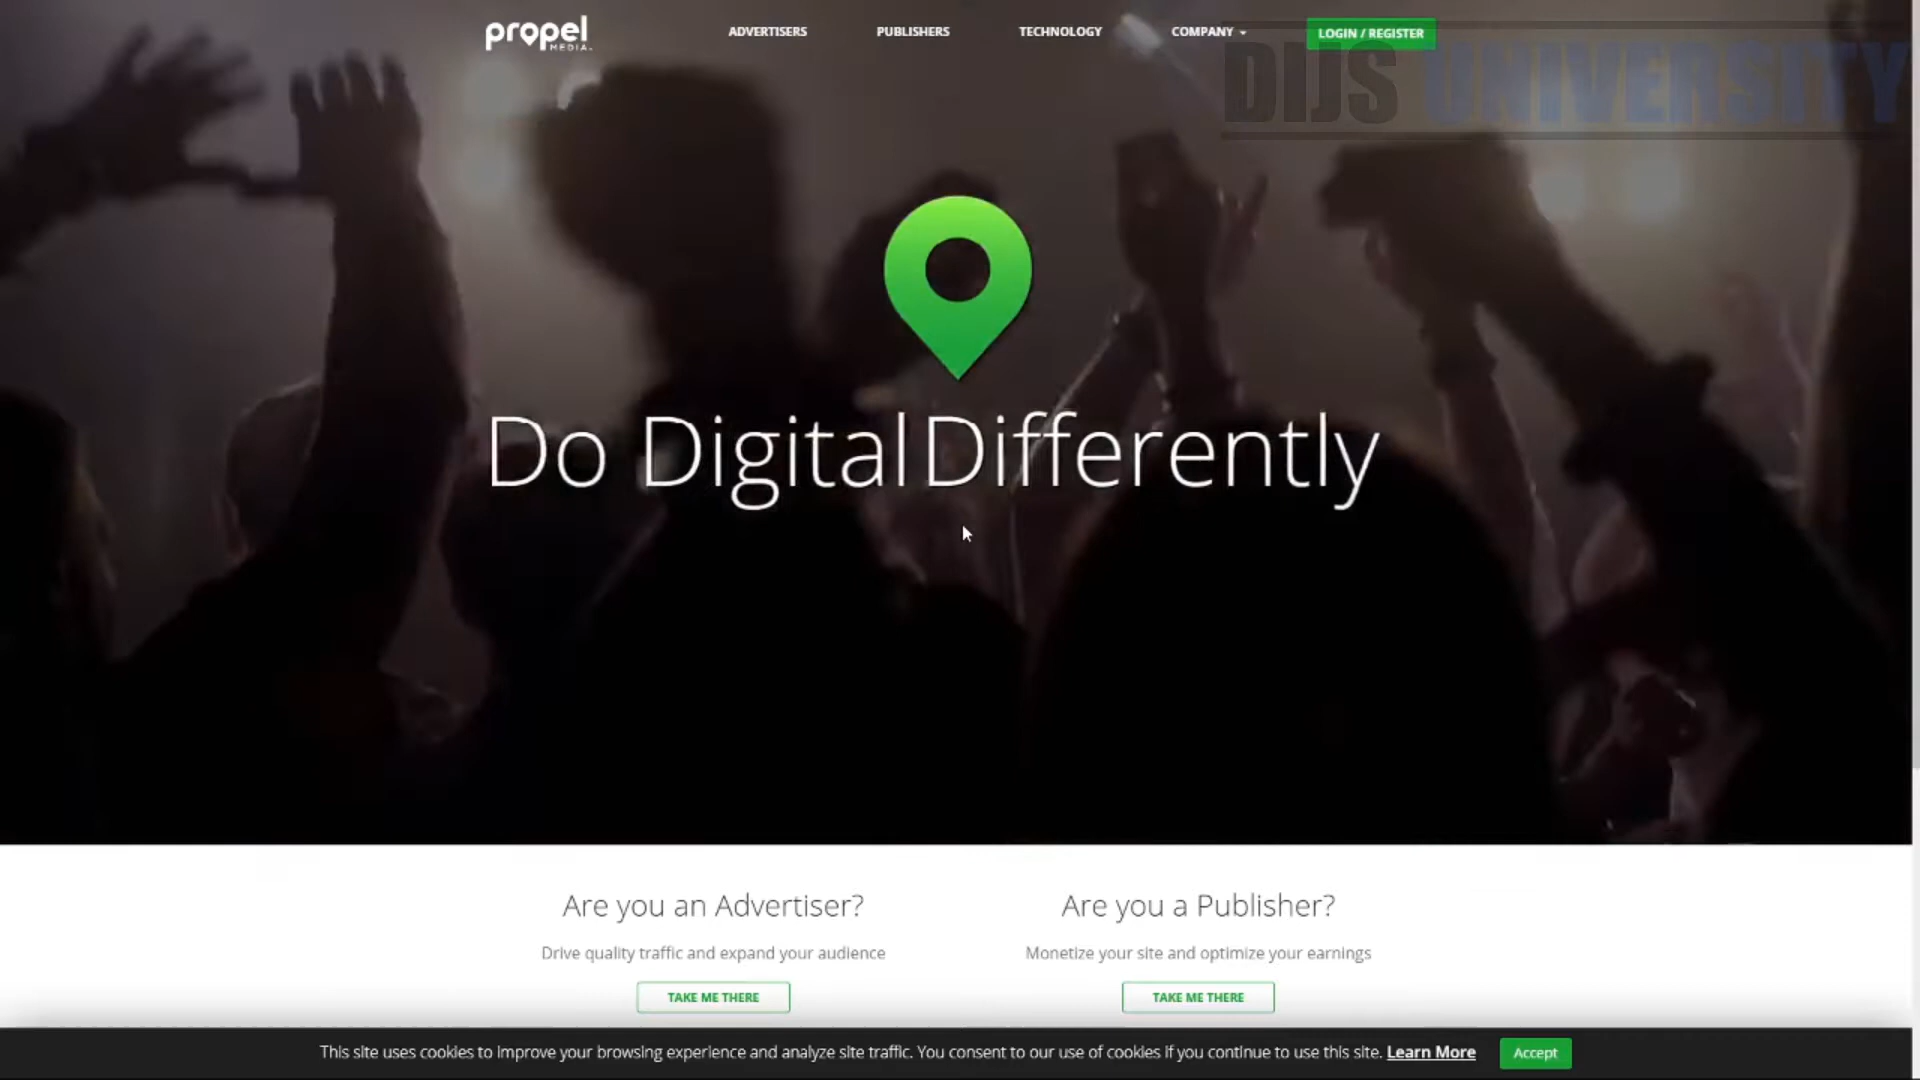 propel
MEDIA
ADVERTISERS
PUBLISHERS
TECHNOLOGY
COMPANY
LOGIN / REGISTER
DIJS UNIVERSITY
Do Digital Differently
Are you an Advertiser?
Drive quality traffic and expand your audience
TAKE ME THERE
Are you a Publisher?
Monetize your site and optimize your earnings
TAKE ME THERE
This site uses cookies to improve your browsing experience and analyze site traffic. You consent to our use of cookies if you continue to use this site. Learn More
Accept